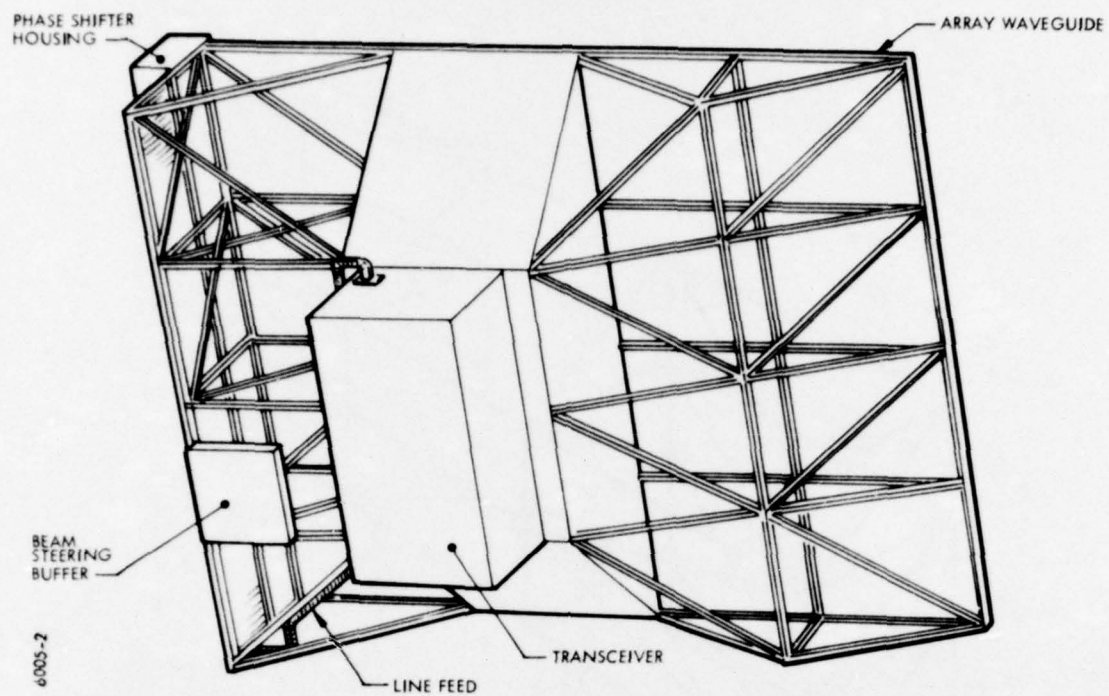 PHASE SHIFTER
HOUSING
ARRAY WAVEGUIDE
BEAM
STEERING
BUFFER
TRANSCEIVER
LINE FEED
6005-2